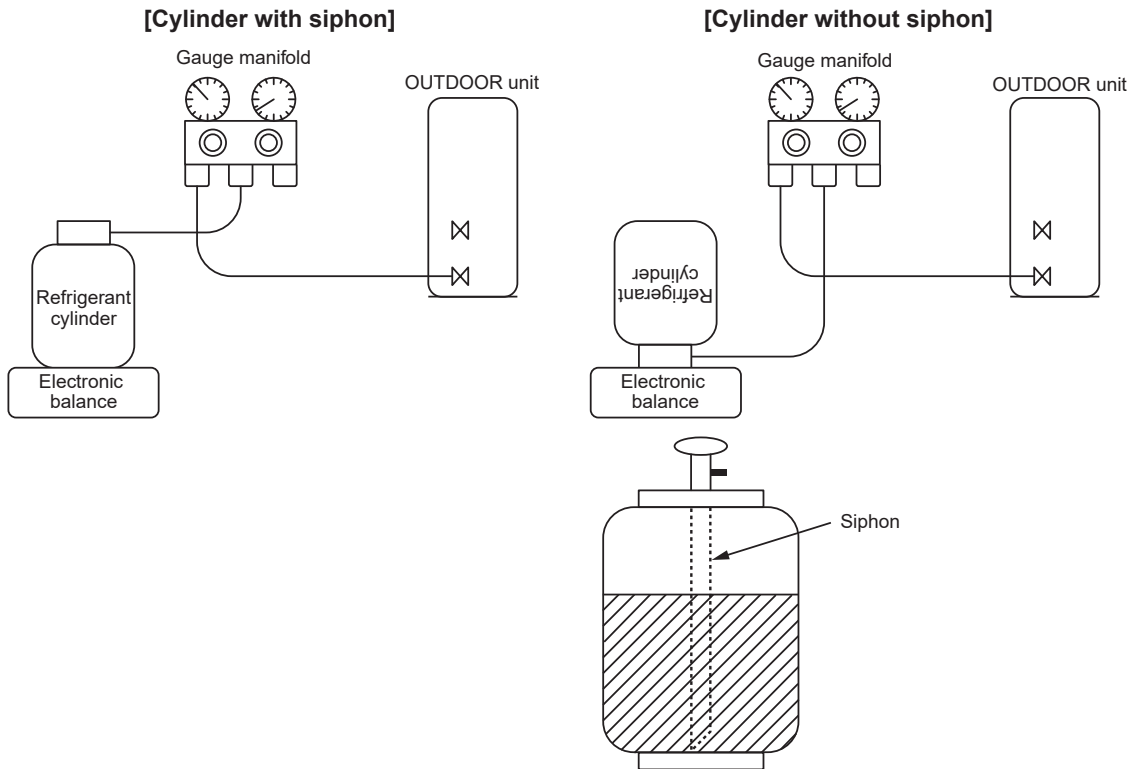 [Cylinder with siphon]
Gauge manifold
OUTDOOR unit
Refrigerant
cylinder
Electronic
balance
[Cylinder without siphon]
Gauge manifold
OUTDOOR unit
Refrigerant
cylinder
Electronic
balance
Siphon